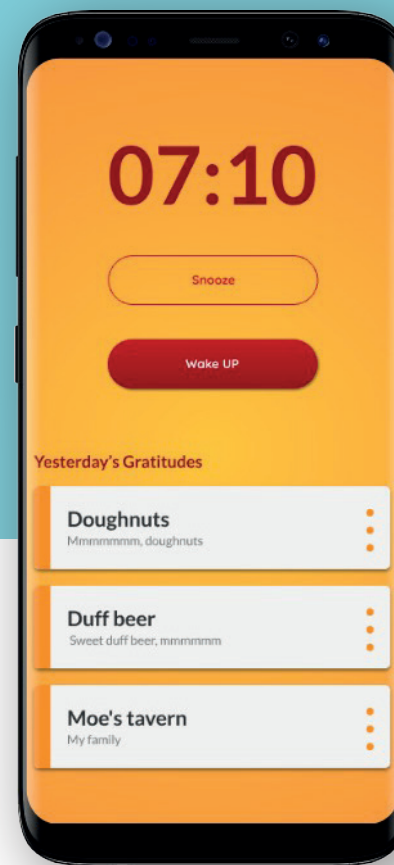 07:10
Snooze
Wake UP
Yesterday's Gratitudes
Doughnuts
Mmmmmmm, doughnuts
Duff beer
Sweet duff beer, mmmmmm
Moe's tavern
My family